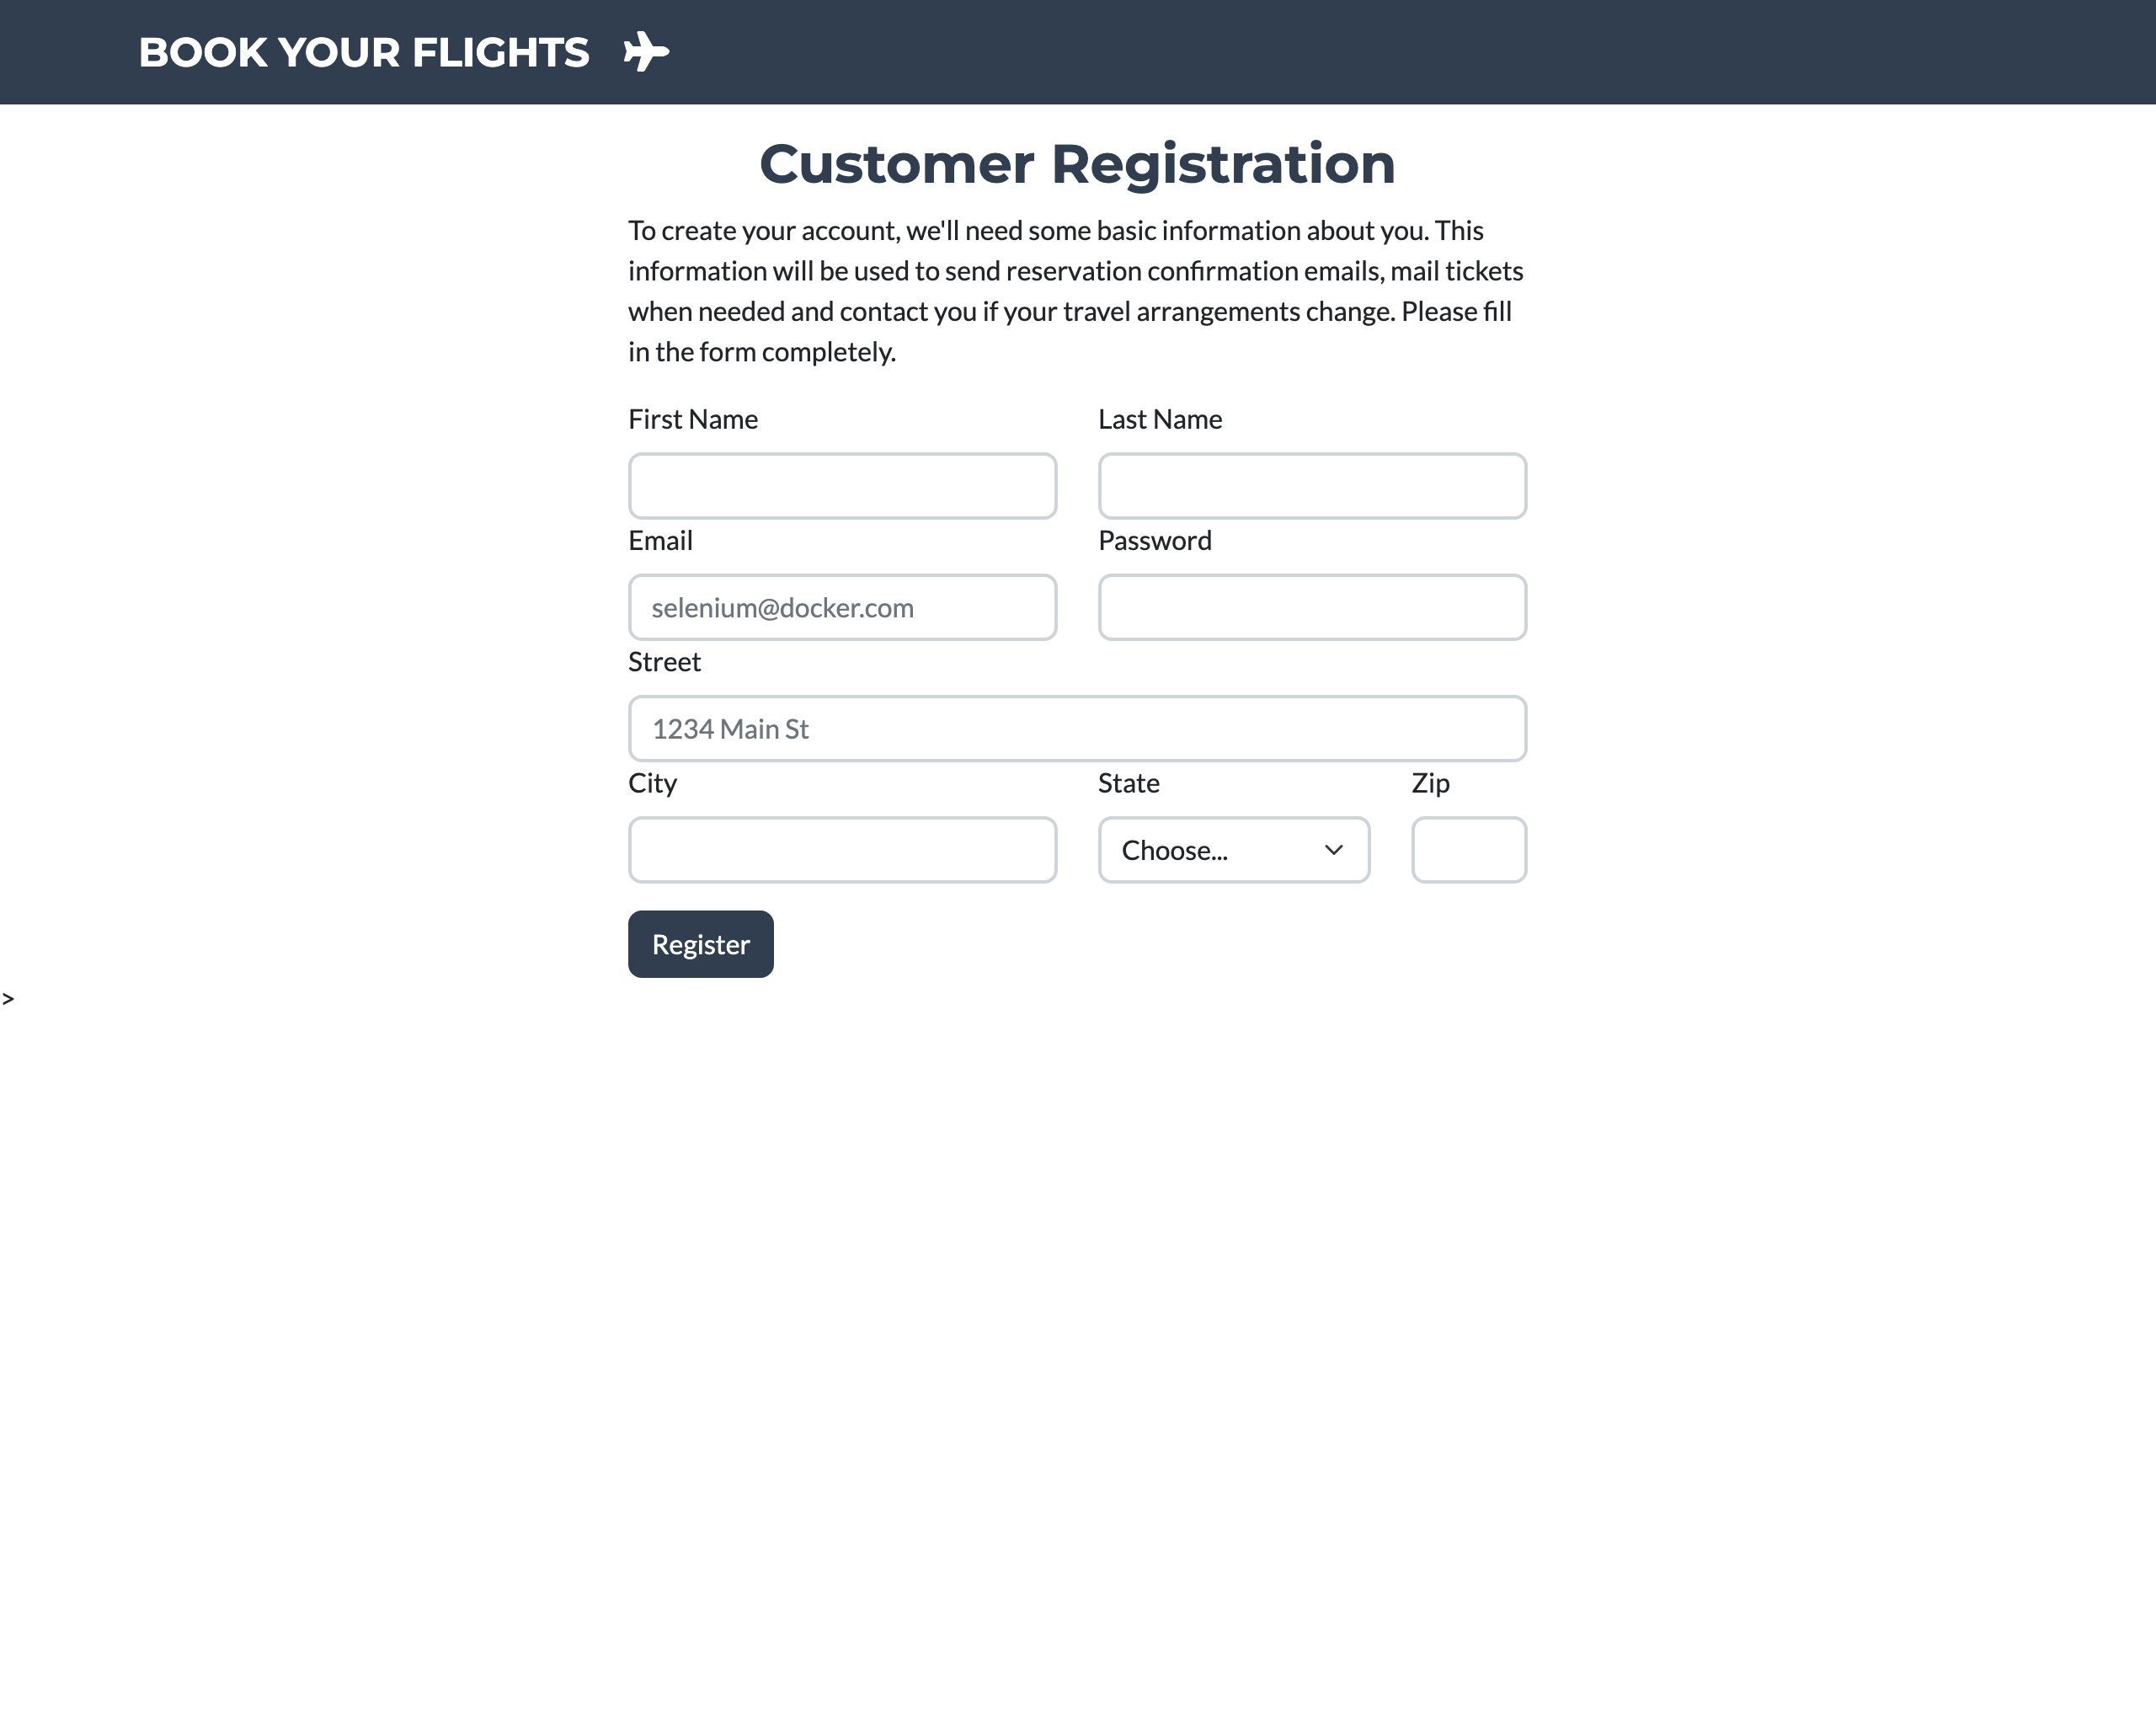 BOOK YOUR FLIGHTS
Customer Registration
To create your account, we'll need some basic information about you. This
information will be used to send reservation confirmation emails, mail tickets
when needed and contact you if your travel arrangements change. Please fill
in the form completely.
First Name Last Name
Email Password
selenium@docker.com
Street
1234 Main St
City State Zip
Choose...
Register
>